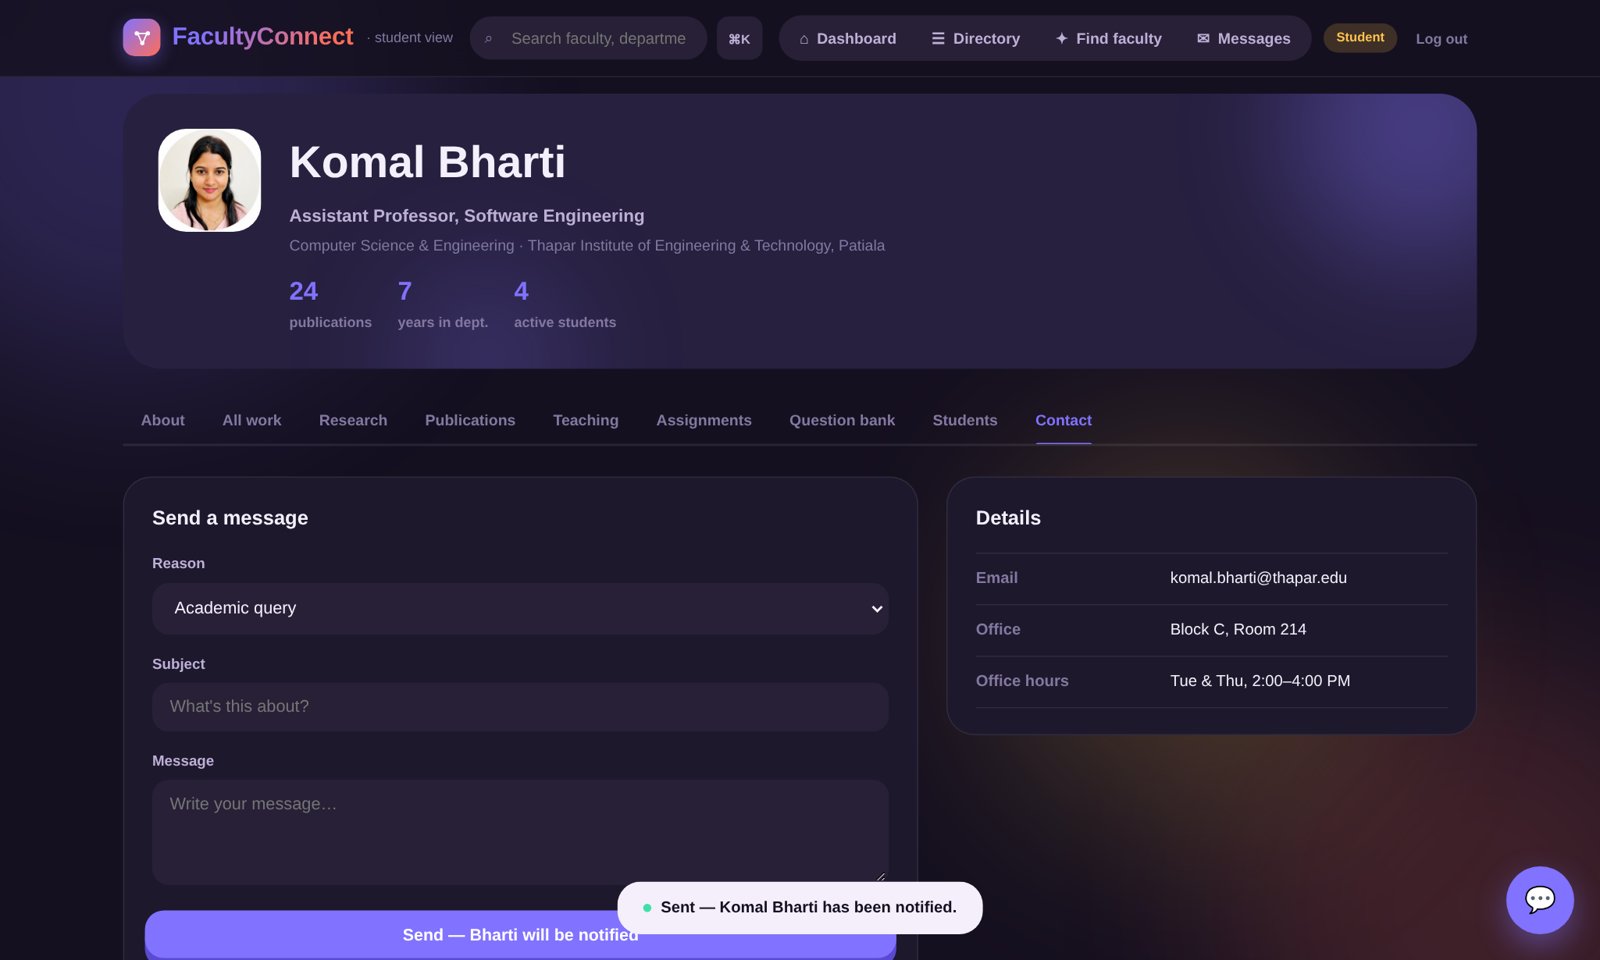 FacultyConnect · student view
Search faculty, departme
⌘K
Dashboard
Directory
Find faculty
Messages
Student
Log out
Komal Bharti
Assistant Professor, Software Engineering
Computer Science & Engineering · Thapar Institute of Engineering & Technology, Patiala
24 7 4
publications years in dept. active students
About All work Research Publications Teaching Assignments Question bank Students Contact
Send a message
Reason
Academic query
Subject
What's this about?
Message
Write your message…
Send — Bharti will be notified
Details
Email komal.bharti@thapar.edu
Office Block C, Room 214
Office hours Tue & Thu, 2:00–4:00 PM
Sent — Komal Bharti has been notified.